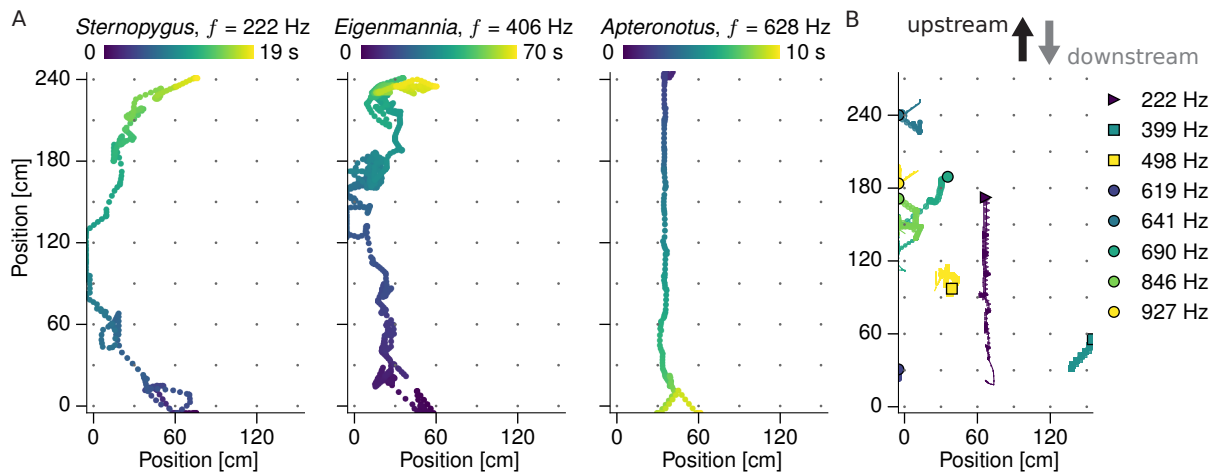 A
Sternopygus, f = 222 Hz
0 19 s
Eigenmannia, f = 406 Hz
0 70 s
Apteronotus, f = 628 Hz
0 10 s
Position [cm]
240
180
120
60
0
0 60 120
Position [cm]
0 60 120
Position [cm]
0 60 120
Position [cm]
B
upstream
downstream
240
180
120
60
0
0 60 120
Position [cm]
222 Hz
399 Hz
498 Hz
619 Hz
641 Hz
690 Hz
846 Hz
927 Hz